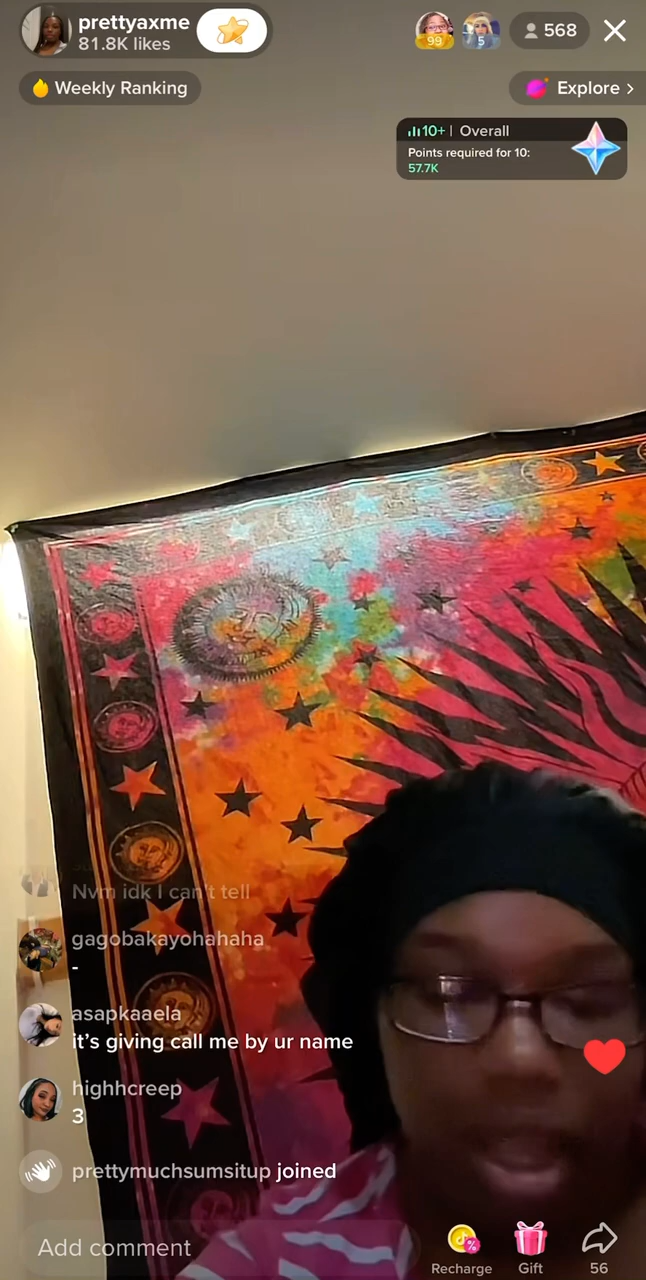 prettyaxme
81.8K likes
99
5
568
Weekly Ranking
Explore
10+ | Overall
Points required for 10:
57.7K
Nvm idk I can't tell
gagobakayohahaha
-
asapkaaela
it's giving call me by ur name
highhcreep
3
prettymuchsumsitup joined
Add comment
Recharge
Gift
56